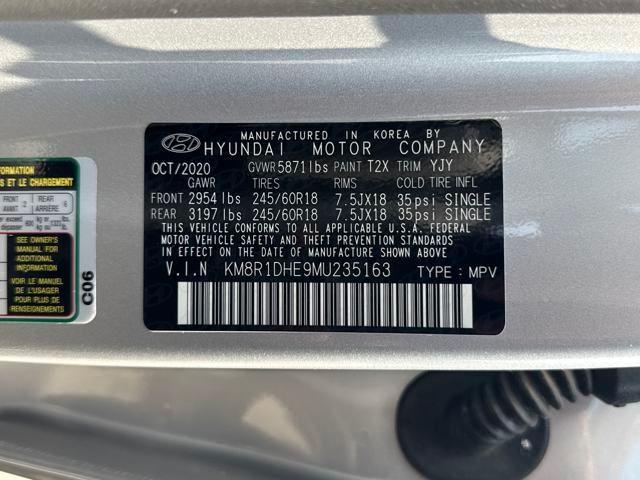 MANUFACTURED IN KOREA BY
HYUNDAI MOTOR COMPANY
OCT/2020 GVWR 5871lbs PAINT T2X TRIM YJY
GAWR TIRES RIMS COLD TIRE INFL
FRONT 2954 lbs 245/60R18 7.5JX18 35psi SINGLE
REAR 3197 lbs 245/60R18 7.5JX18 35psi SINGLE
THIS VEHICLE CONFORMS TO ALL APPLICABLE U.S.A. FEDERAL
MOTOR VEHICLE SAFETY AND THEFT PREVENTION STANDARDS
IN EFFECT ON THE DATE OF MANUFACTURE SHOWN ABOVE.
V.I.N KM8R1DHE9MU235163 TYPE: MPV
ET LE CHARGEMENT
FRONT
AVANT 2 REAR
ARRIÈRE
SEE OWNER'S
MANUAL FOR
ADDITIONAL
INFORMATION
VOIR LE MANUEL
DE L'USAGER
POUR PLUS DE
RENSEIGNEMENTS
C06